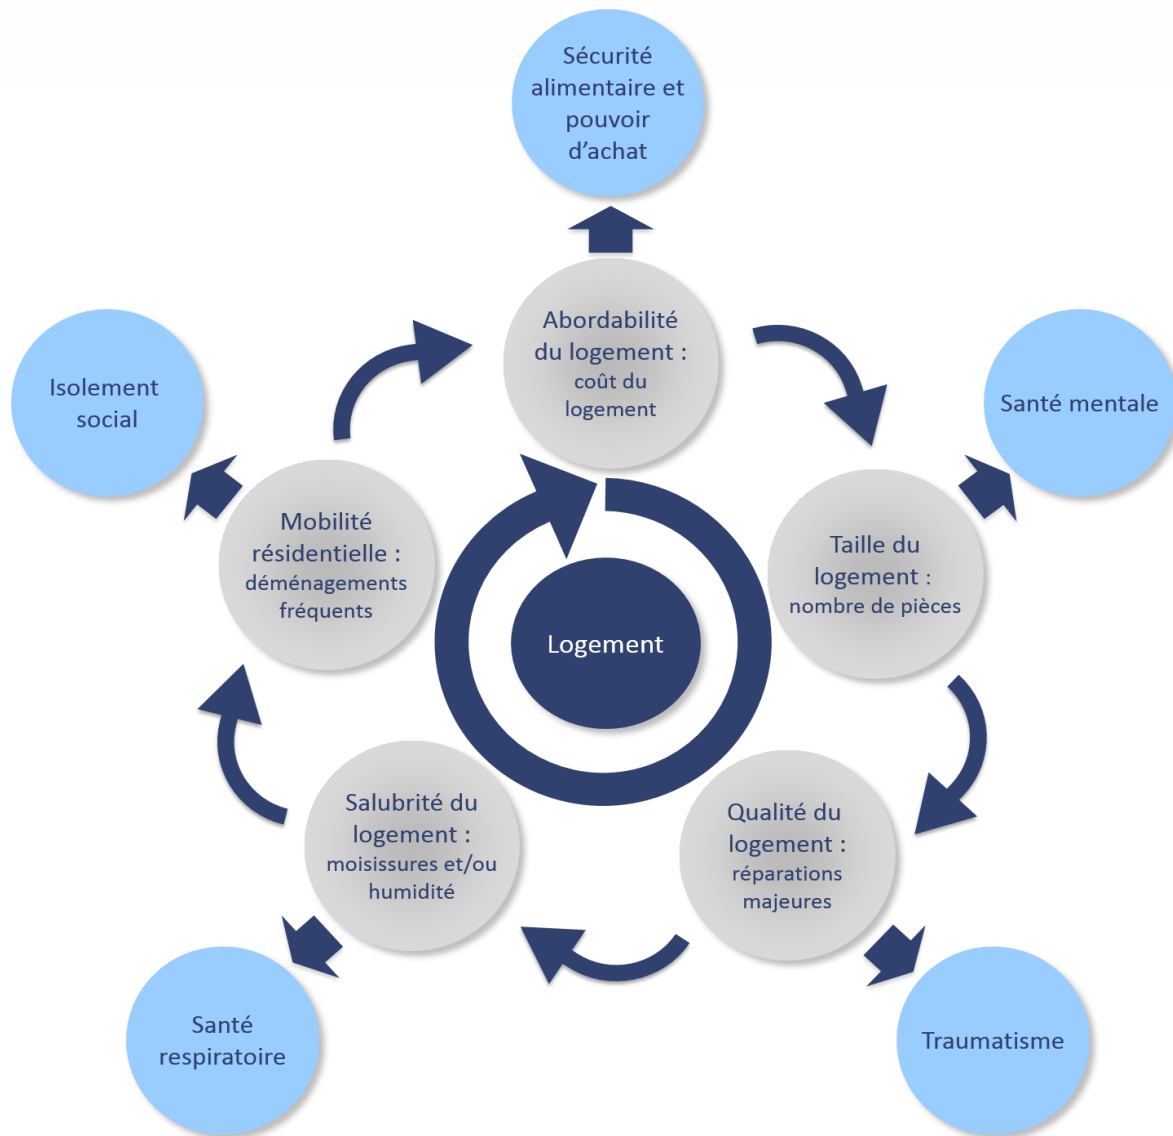 Sécurité
alimentaire et
pouvoir
d’achat
Abordabilité
du logement :
coût du
logement
Isolement
social
Santé mentale
Mobilité
résidentielle :
déménagements
fréquents
Taille du
logement :
nombre de pièces
Logement
Salubrité du
logement :
moisissures et/ou
humidité
Qualité du
logement :
réparations
majeures
Santé
respiratoire
Traumatisme